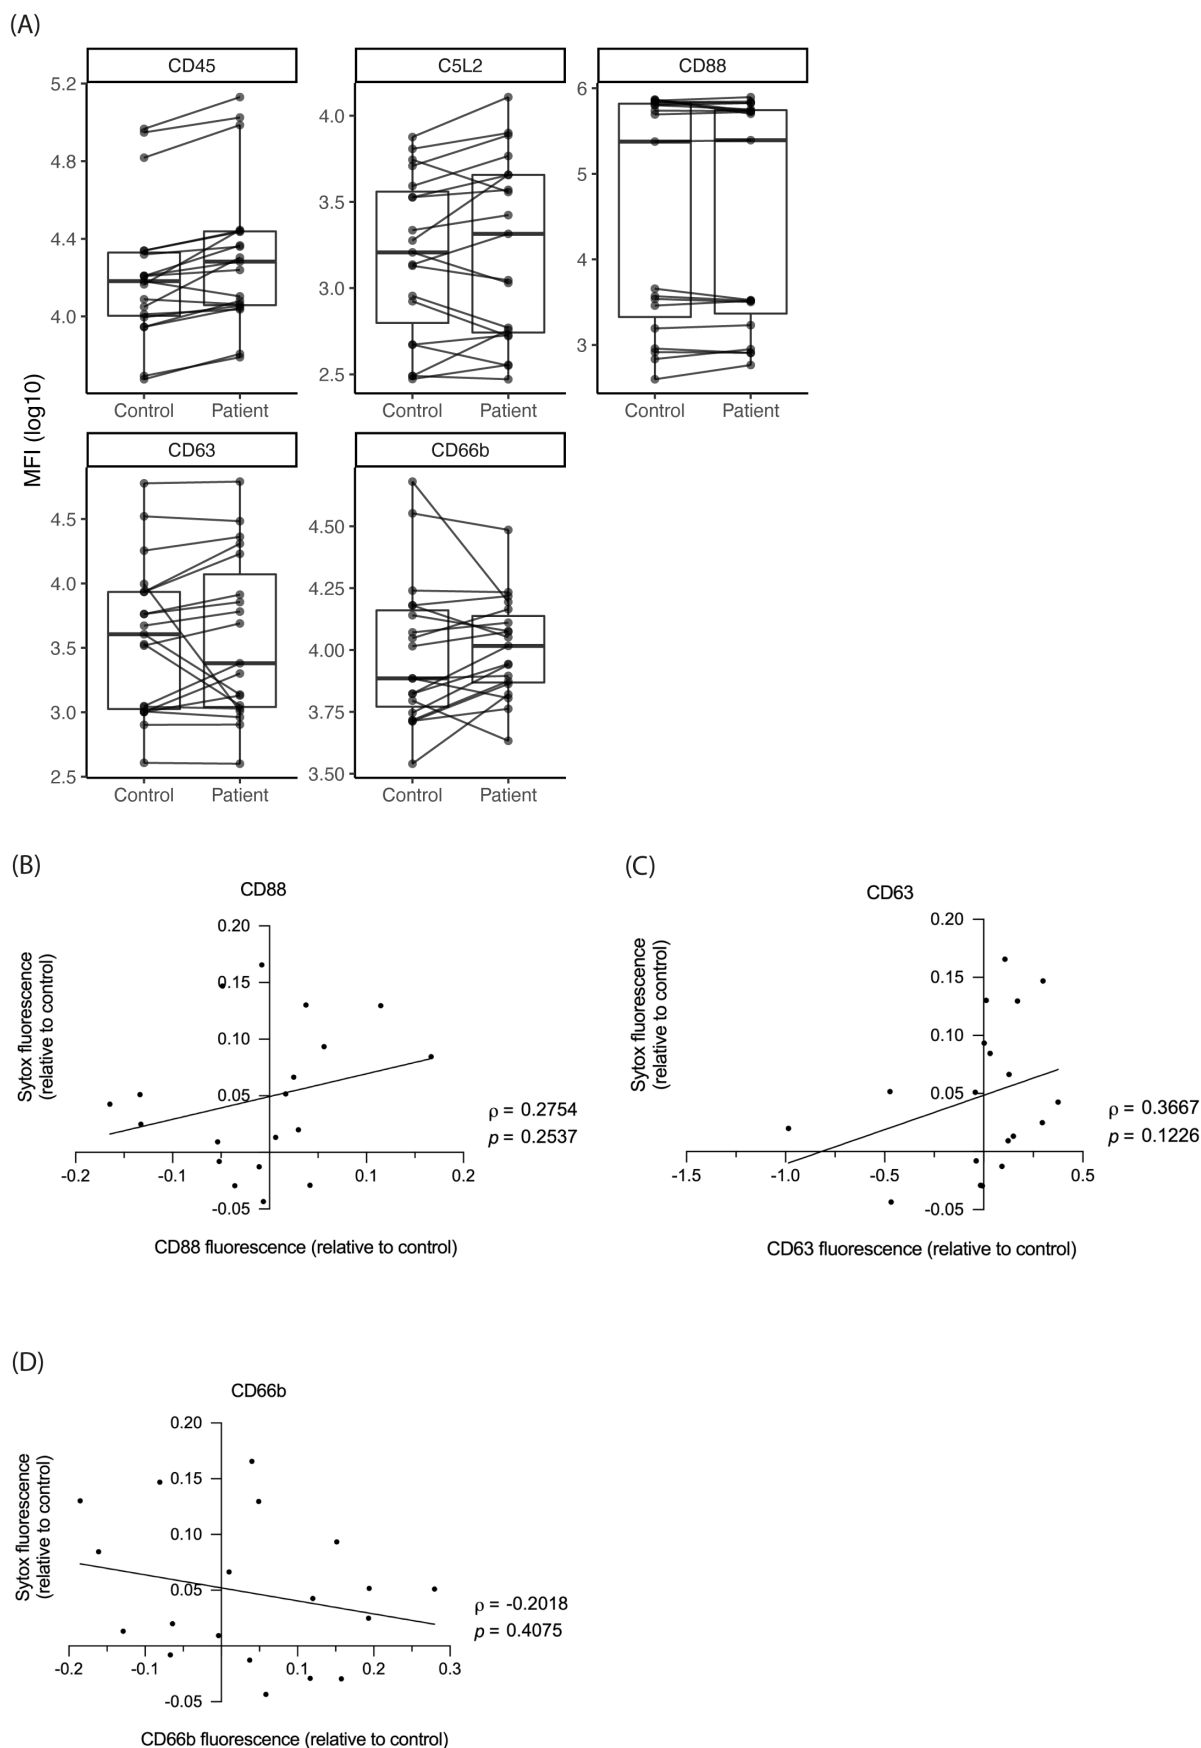 (A)
CD45
C5L2
CD88
5.2
4.8
4.4
4.0
4.0
3.5
3.0
2.5
6
5
4
3
Control Patient
Control Patient
Control Patient
MFI (log10)
CD63
CD66b
4.5
4.0
3.5
3.0
2.5
4.50
4.25
4.00
3.75
3.50
Control Patient
Control Patient
(B)
CD88
Sytox fluorescence
(relative to control)
0.20
0.15
0.10
0.05
-0.05
-0.2 -0.1 0.1 0.2
ρ = 0.2754
p = 0.2537
CD88 fluorescence (relative to control)
(C)
CD63
Sytox fluorescence
(relative to control)
0.20
0.15
0.10
0.05
-0.05
-1.5 -1.0 -0.5 0.5
ρ = 0.3667
p = 0.1226
CD63 fluorescence (relative to control)
(D)
CD66b
Sytox fluorescence
(relative to control)
0.20
0.15
0.10
0.05
-0.05
-0.2 -0.1 0.1 0.2 0.3
ρ = -0.2018
p = 0.4075
CD66b fluorescence (relative to control)